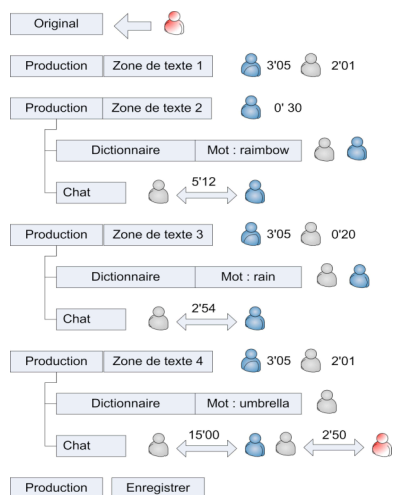 Original
Production Zone de texte 1 3'05 2'01
Production Zone de texte 2 0' 30
Dictionnaire Mot : raimbow
5'12
Chat
Production Zone de texte 3 3'05 0'20
Dictionnaire Mot : rain
2'54
Chat
Production Zone de texte 4 3'05 2'01
Dictionnaire Mot : umbrella
15'00 2'50
Chat
Production Enregistrer